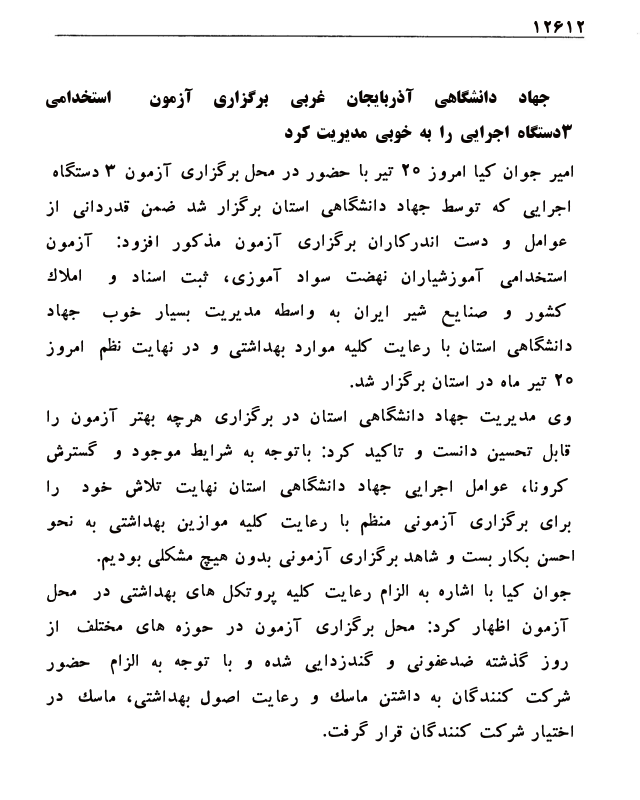 ۱۲۶۱۲
جهاد دانشگاهی آذربایجان غربی برگزاری آزمون استخدامی
۳دستگاه اجرایی را به خوبی مدیریت کرد
امیر جوان کیا امروز ۲۰ تیر با حضور در محل برگزاری آزمون ۳ دستگاه
اجرایی که توسط جهاد دانشگاهی استان برگزار شد ضمن قدردانی از
عوامل و دست اندرکاران برگزاری آزمون مذکور افزود: آزمون
استخدامی آموزشیاران نهضت سواد آموزی، ثبت اسناد و املاک
کشور و صنایع شیر ایران به واسطه مدیریت بسیار خوب جهاد
دانشگاهی استان با رعایت کلیه موارد بهداشتی و در نهایت نظم امروز
۲۰ تیر ماه در استان برگزار شد.
وی مدیریت جهاد دانشگاهی استان در برگزاری هرچه بهتر آزمون را
قابل تحسین دانست و تاکید کرد: باتوجه به شرایط موجود و گسترش
کرونا، عوامل اجرایی جهاد دانشگاهی استان نهایت تلاش خود را
برای برگزاری آزمونی منظم با رعایت کلیه موازین بهداشتی به نحو
احسن بکار بست و شاهد برگزاری آزمونی بدون هیچ مشکلی بودیم.
جوان کیا با اشاره به الزام رعایت کلیه پروتکل های بهداشتی در محل
آزمون اظهار کرد: محل برگزاری آزمون در حوزه های مختلف از
روز گذشته ضدعفونی و گندزدایی شده و با توجه به الزام حضور
شرکت کنندگان به داشتن ماسک و رعایت اصول بهداشتی، ماسک در
اختیار شرکت کنندگان قرار گرفت.